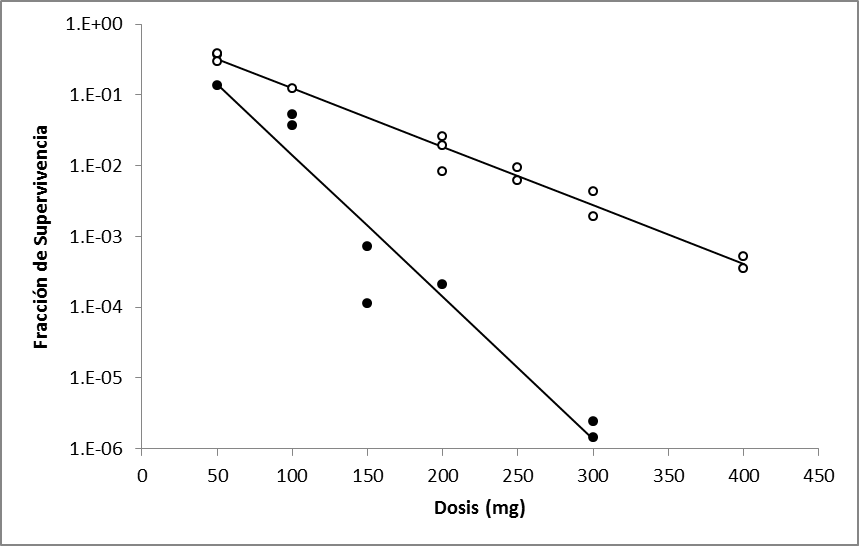 1.E+00
1.E-01
1.E-02
1.E-03
1.E-04
1.E-05
1.E-06
Fracción de Supervivencia
0 50 100 150 200 250 300 350 400 450
Dosis (mg)